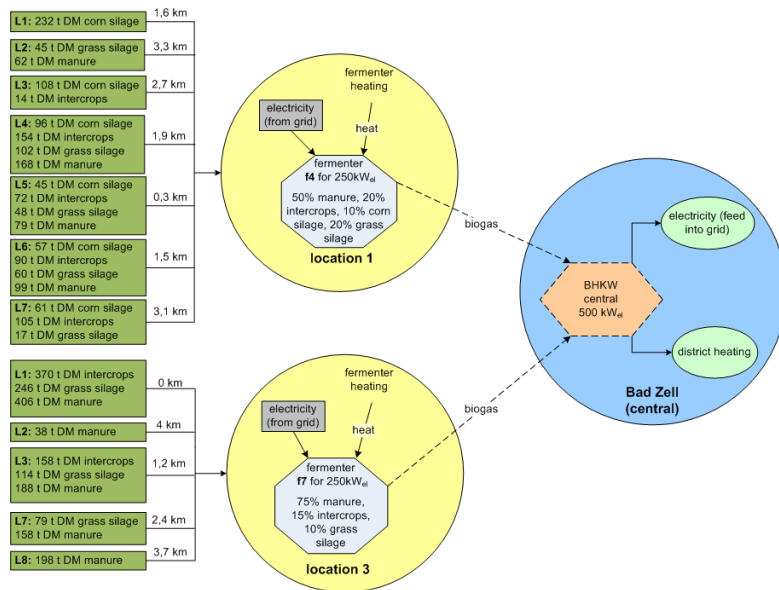 L1: 232 t DM corn silage
1,6 km
L2: 45 t DM grass silage
62 t DM manure
3,3 km
L3: 108 t DM corn silage
14 t DM intercrops
2,7 km
L4: 96 t DM corn silage
154 t DM intercrops
102 t DM grass silage
168 t DM manure
1,9 km
L5: 45 t DM corn silage
72 t DM intercrops
48 t DM grass silage
79 t DM manure
0,3 km
L6: 57 t DM corn silage
90 t DM intercrops
60 t DM grass silage
99 t DM manure
1,5 km
L7: 61 t DM corn silage
105 t DM intercrops
17 t DM grass silage
3,1 km
fermenter
heating
electricity
(from grid)
heat
fermenter
f4 for 250kWel
50% manure, 20%
intercrops, 10% corn
silage, 20% grass
silage
location 1
biogas
L1: 370 t DM intercrops
246 t DM grass silage
406 t DM manure
0 km
L2: 38 t DM manure
4 km
L3: 158 t DM intercrops
114 t DM grass silage
188 t DM manure
1,2 km
L7: 79 t DM grass silage
158 t DM manure
2,4 km
L8: 198 t DM manure
3,7 km
fermenter
heating
electricity
(from grid)
heat
fermenter
f7 for 250kWel
75% manure,
15% intercrops,
10% grass
silage
location 3
biogas
electricity (feed
into grid)
BHKW
central
500 kWel
district heating
Bad Zell
(central)